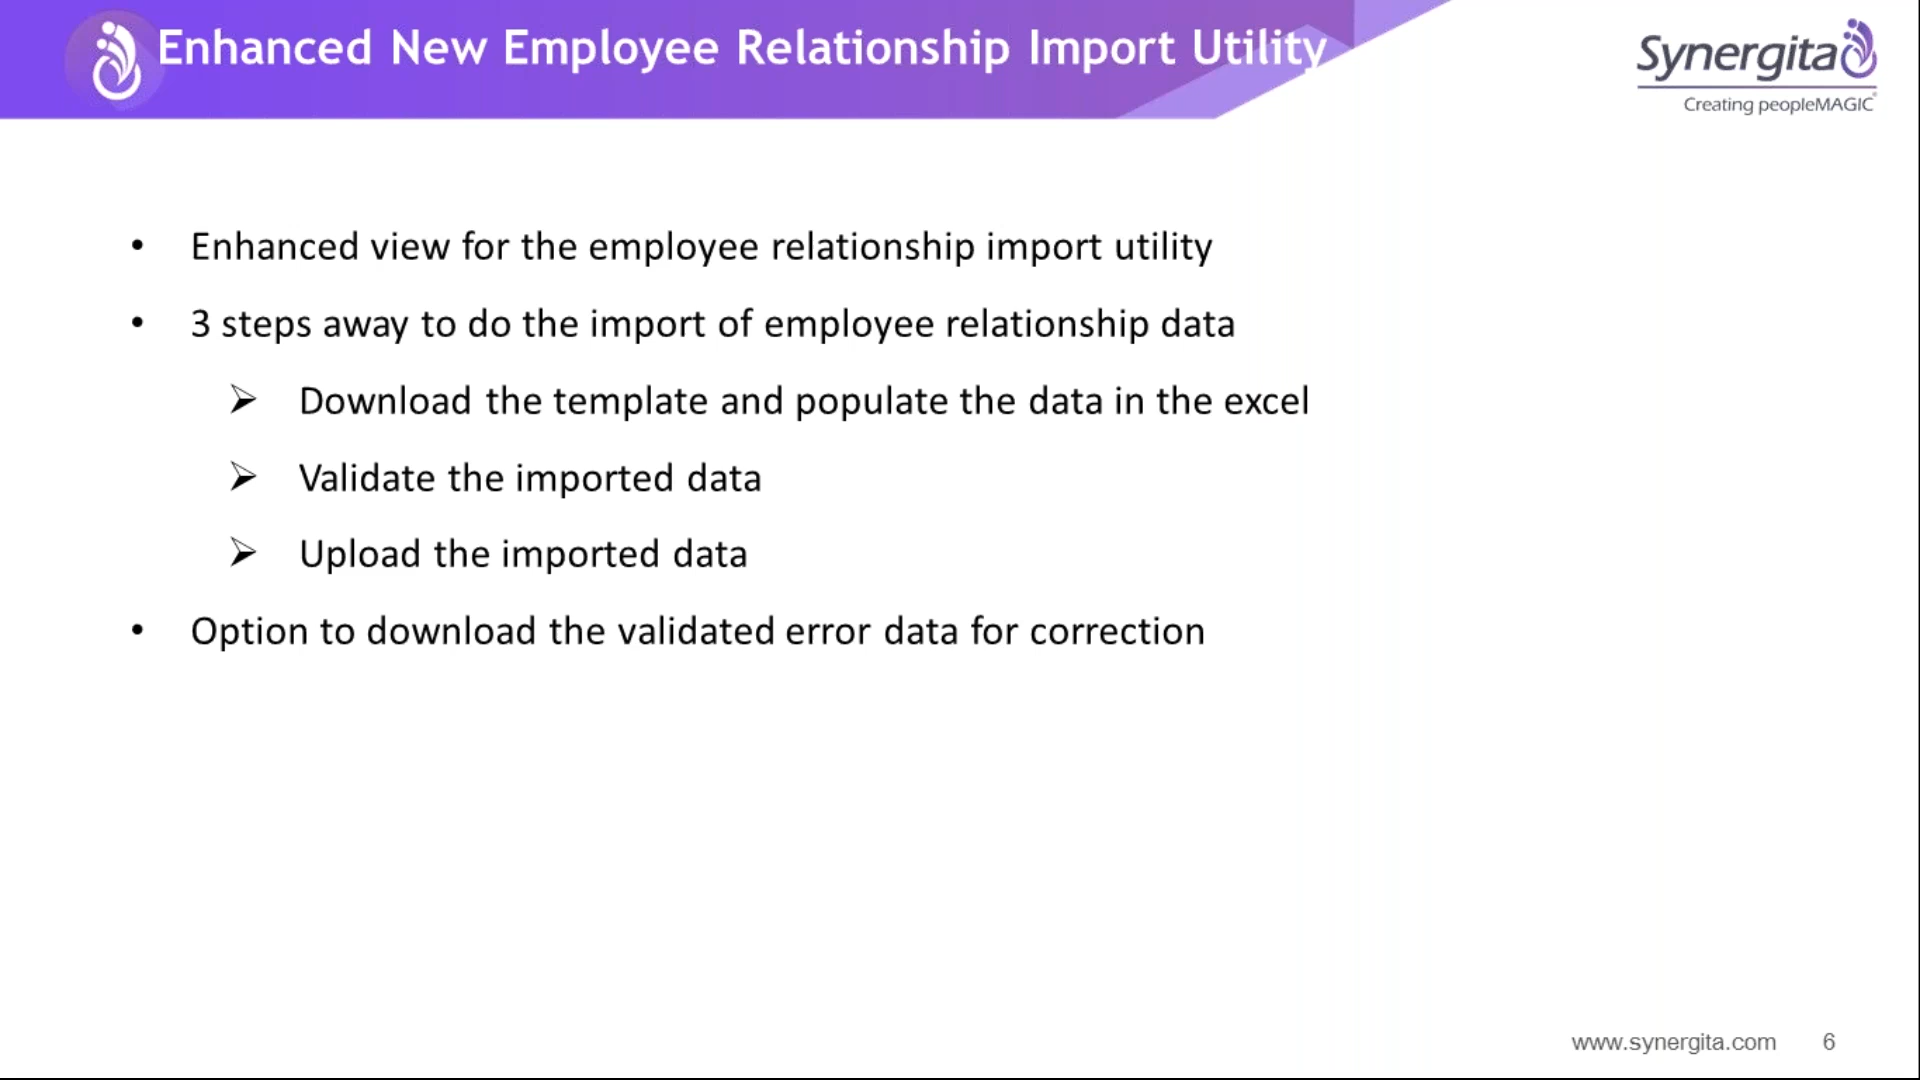 Enhanced New Employee Relationship Import Utility
Synergita
Creating peopleMAGIC
• Enhanced view for the employee relationship import utility
• 3 steps away to do the import of employee relationship data
➢ Download the template and populate the data in the excel
➢ Validate the imported data
➢ Upload the imported data
• Option to download the validated error data for correction
www.synergita.com 6